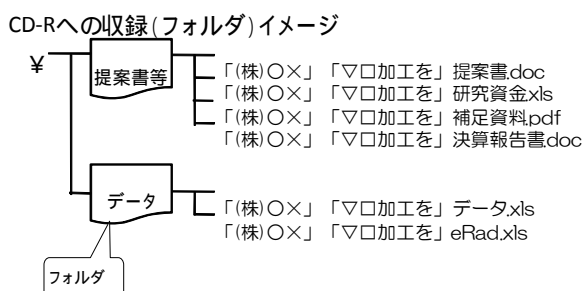 CD-Rへの収録(フォルダ)イメージ
¥
提案書等
「(株)〇×」「▽□加工を」提案書.doc
「(株)〇×」「▽□加工を」研究資金.xls
「(株)〇×」「▽□加工を」補足資料.pdf
「(株)〇×」「▽□加工を」決算報告書.doc
データ
「(株)〇×」「▽□加工を」データ.xls
「(株)〇×」「▽□加工を」eRad.xls
フォルダ